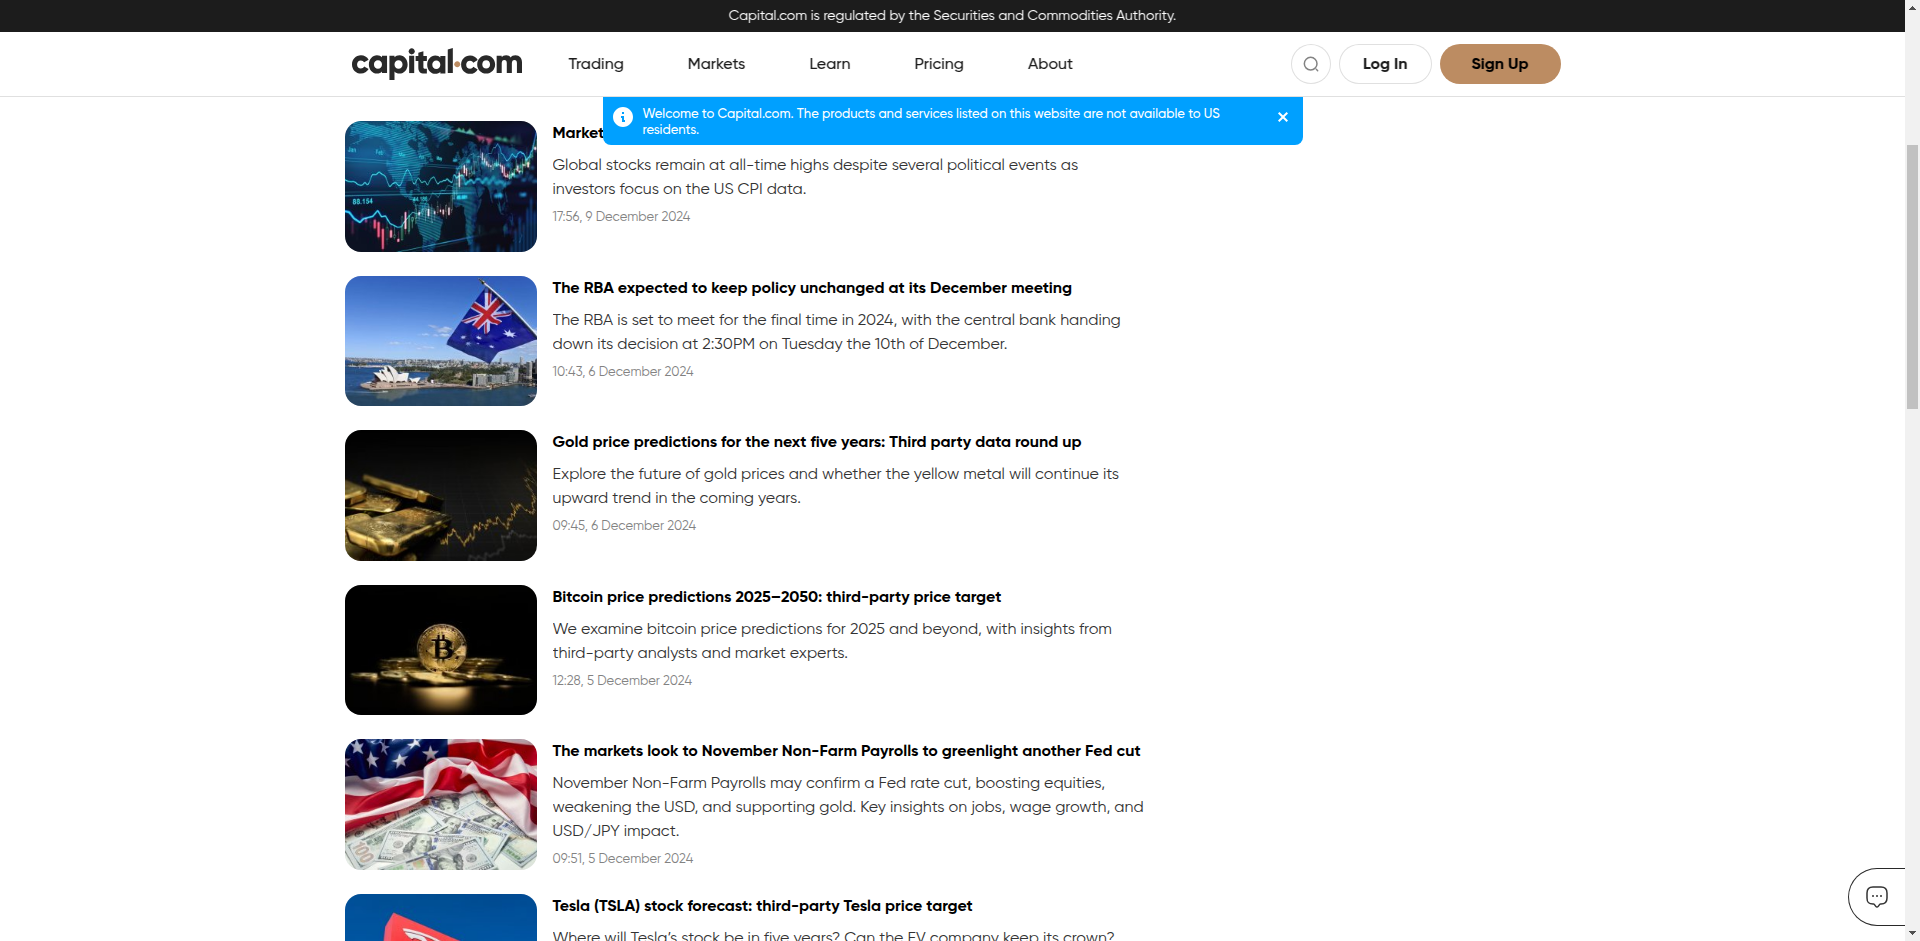 Capital.com is regulated by the Securities and Commodities Authority.
capital.com
Trading
Markets
Learn
Pricing
About
Log In
Sign Up
Welcome to Capital.com. The products and services listed on this website are not available to US
residents.
Market
Global stocks remain at all-time highs despite several political events as
investors focus on the US CPI data.
17:56, 9 December 2024
88.154
The RBA expected to keep policy unchanged at its December meeting
The RBA is set to meet for the final time in 2024, with the central bank handing
down its decision at 2:30PM on Tuesday the 10th of December.
10:43, 6 December 2024
Gold price predictions for the next five years: Third party data round up
Explore the future of gold prices and whether the yellow metal will continue its
upward trend in the coming years.
09:45, 6 December 2024
Bitcoin price predictions 2025–2050: third-party price target
We examine bitcoin price predictions for 2025 and beyond, with insights from
third-party analysts and market experts.
12:28, 5 December 2024
The markets look to November Non-Farm Payrolls to greenlight another Fed cut
November Non-Farm Payrolls may confirm a Fed rate cut, boosting equities,
weakening the USD, and supporting gold. Key insights on jobs, wage growth, and
USD/JPY impact.
09:51, 5 December 2024
100
Tesla (TSLA) stock forecast: third-party Tesla price target
Where will Tesla's stock be in five years? Can the EV company keep its crown?